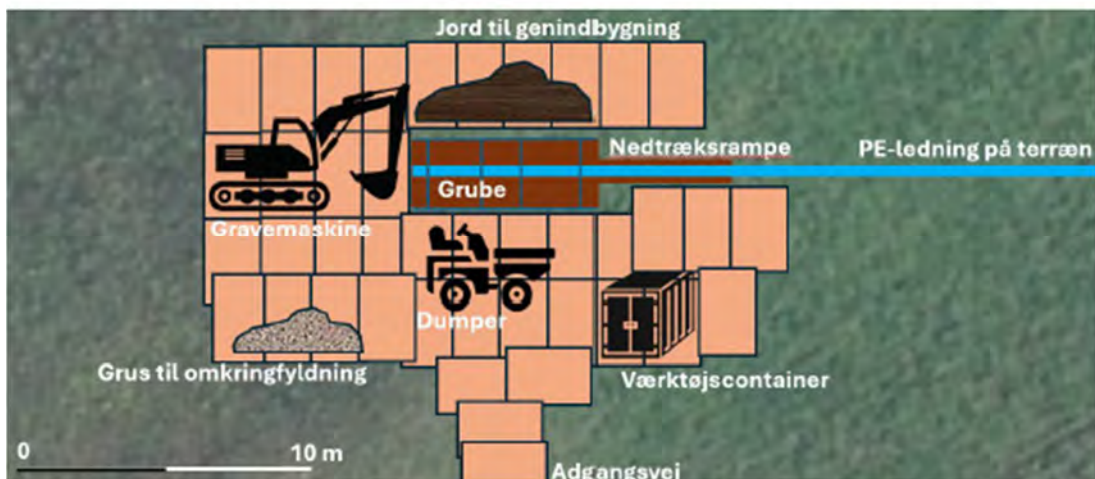 Jord til genindbygning
Nedtræksrampe
PE-ledning på terræn
Grube
Gravemaskine
Dumper
Grus til omkringfyldning
Værktøjscontainer
0
10 m
Adgangsvej